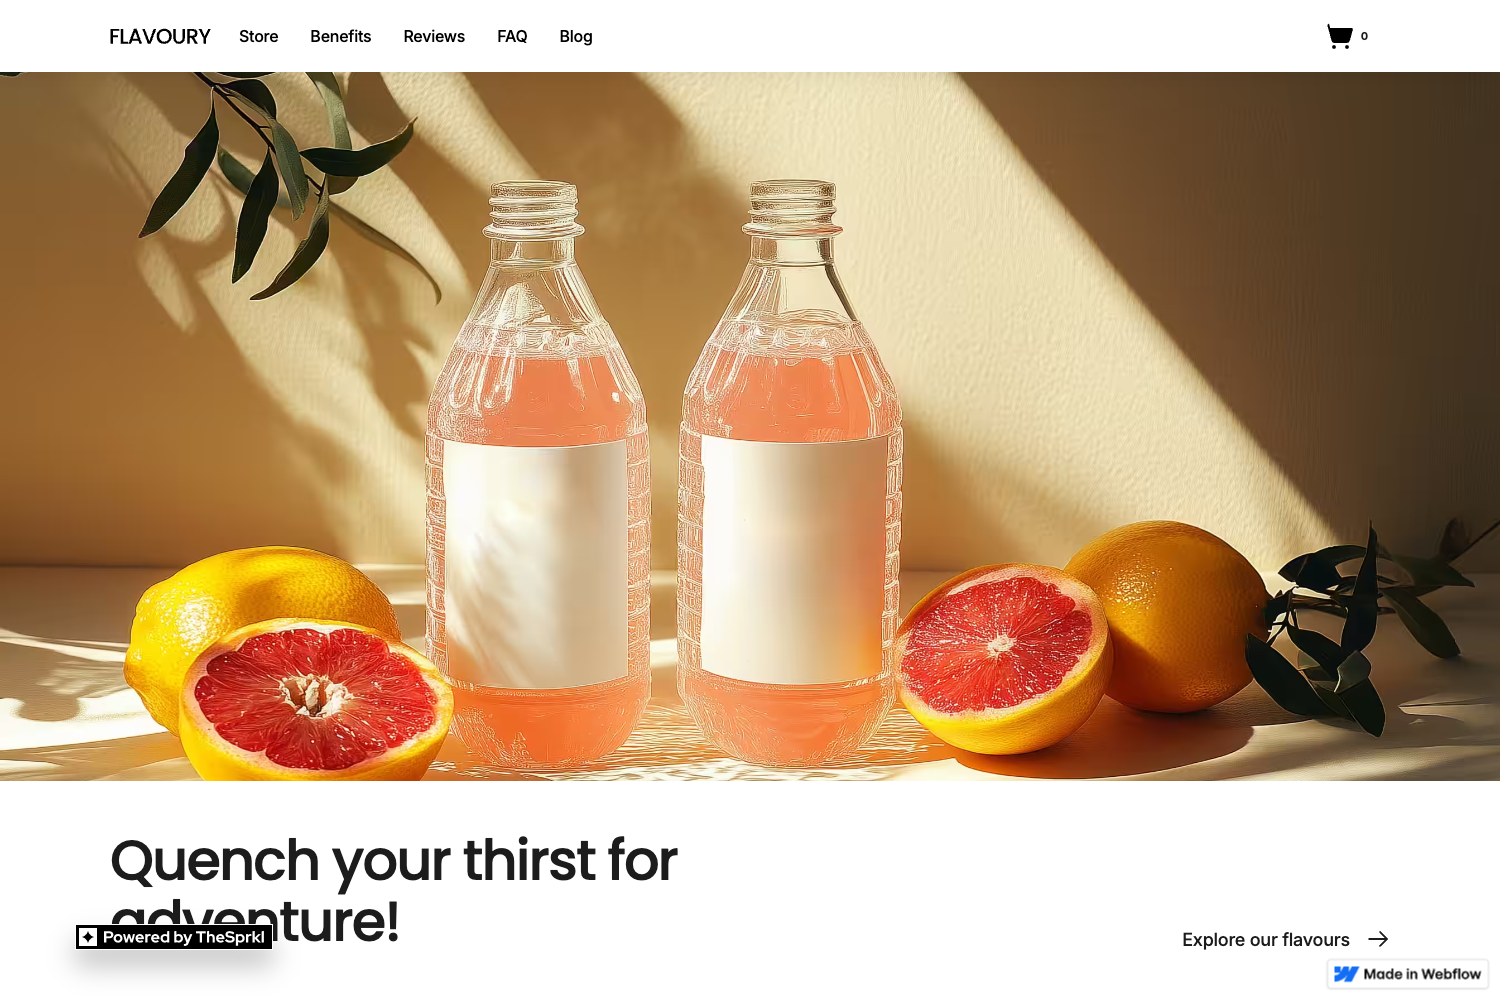 FLAVOURY Store Benefits Reviews FAQ Blog 0
Quench your thirst for
adventure!
Powered by TheSprkl
Explore our flavours
Made in Webflow